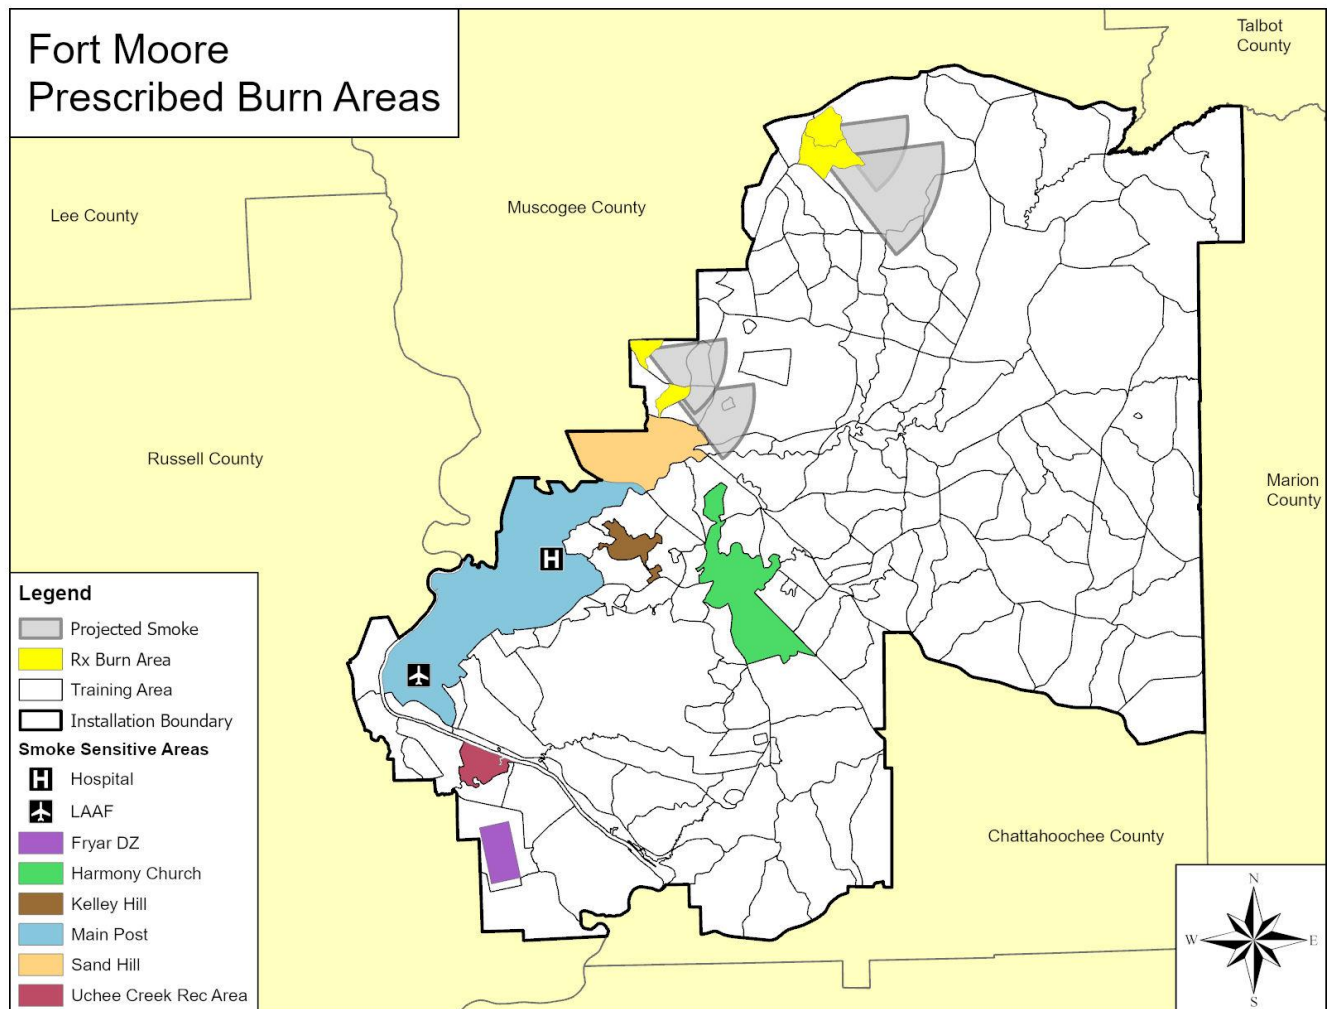 Fort Moore
Prescribed Burn Areas
Talbot
County
Lee County
Muscogee County
Russell County
Marion
County
Chattahoochee County
Legend
Projected Smoke
Rx Burn Area
Training Area
Installation Boundary
Smoke Sensitive Areas
H Hospital
LAAF
Fryar DZ
Harmony Church
Kelley Hill
Main Post
Sand Hill
Uchee Creek Rec Area
H
N
W E
S